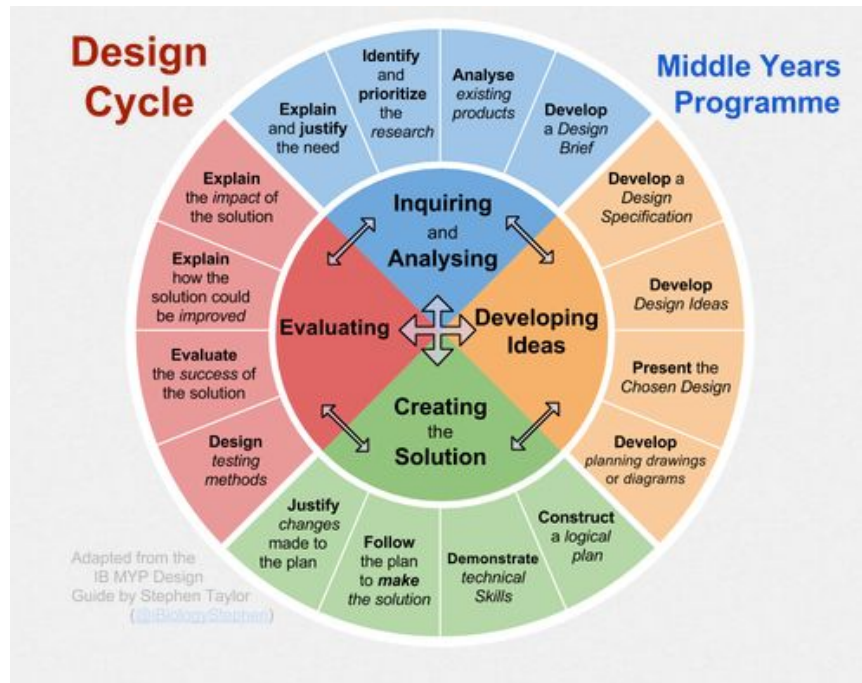 Design
Cycle
Middle Years
Programme
Explain
and justify
the need
Identify
and
prioritize
the
research
Analyse
existing
products
Develop
a Design
Brief
Develop a
Design
Specification
Develop
Design Ideas
Present the
Chosen Design
Develop
planning drawings
or diagrams
Construct
a logical
plan
Demonstrate
technical
Skills
Follow
the plan
to make
the solution
Justify
changes
made to
the plan
Design
testing
methods
Evaluate
the success of
the solution
Explain
how the
solution could
be improved
Explain
the impact of
the solution
Inquiring
and
Analysing
Developing
Ideas
Creating
the
Solution
Evaluating
Adapted from the
IB MYP Design
Guide by Stephen Taylor
(@iBiologyStephen)